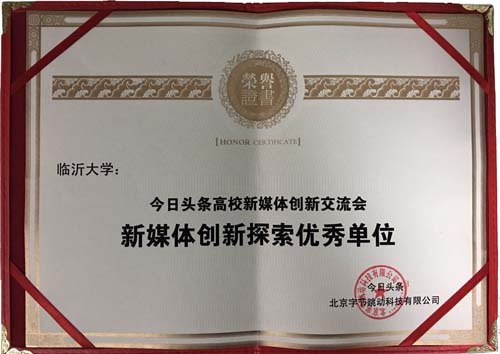 榮譽
證書
[HONOR CERTIFICATE]
临沂大学：
今日头条高校新媒体创新交流会
新媒体创新探索优秀单位
今日头条
北京字节跳动科技有限公司